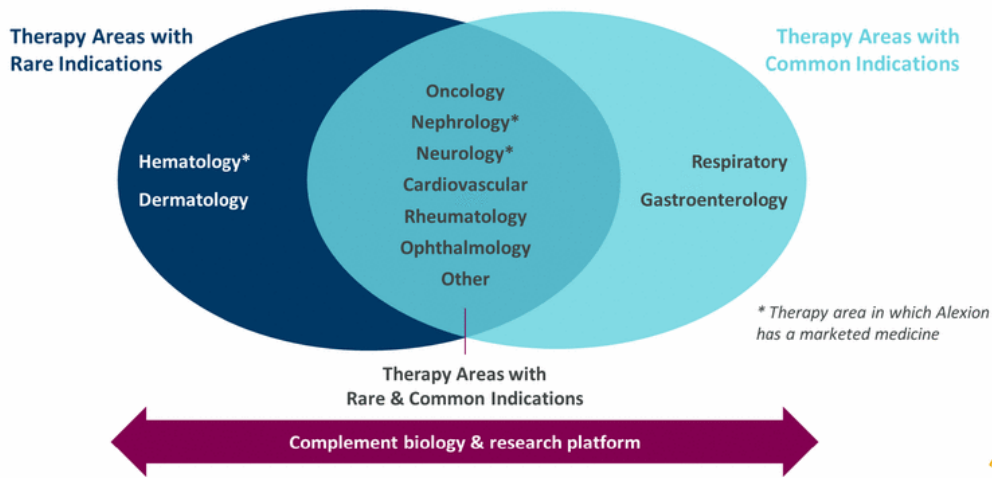 Therapy Areas with
Rare Indications
Therapy Areas with
Common Indications
Hematology*
Dermatology
Oncology
Nephrology*
Neurology*
Cardiovascular
Rheumatology
Ophthalmology
Other
Respiratory
Gastroenterology
* Therapy area in which Alexion
has a marketed medicine
Therapy Areas with
Rare & Common Indications
Complement biology & research platform